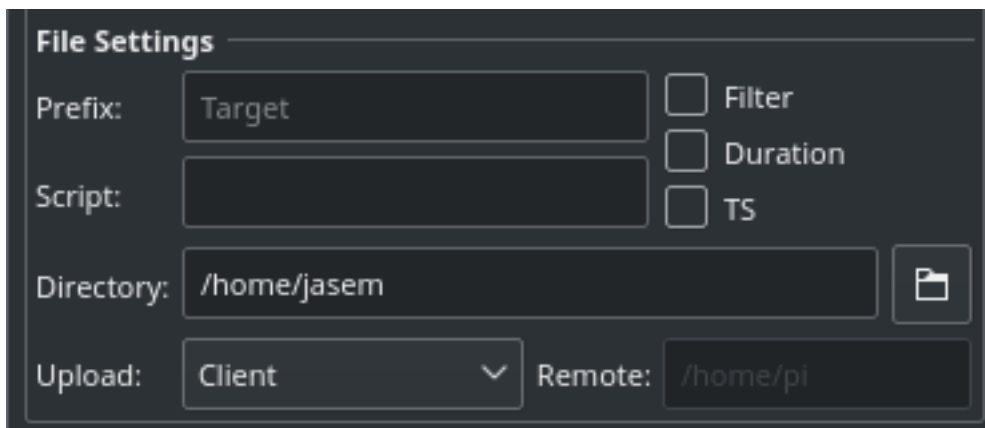 File Settings
Prefix: Target Filter
Duration
Script: TS
Directory: /home/jasem
Upload: Client Remote: /home/pi